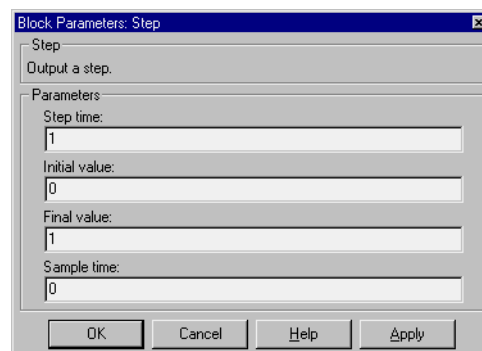 Block Parameters: Step
Step
Output a step.
Parameters
Step time:
1
Initial value:
0
Final value:
1
Sample time:
0
OK Cancel Help Apply